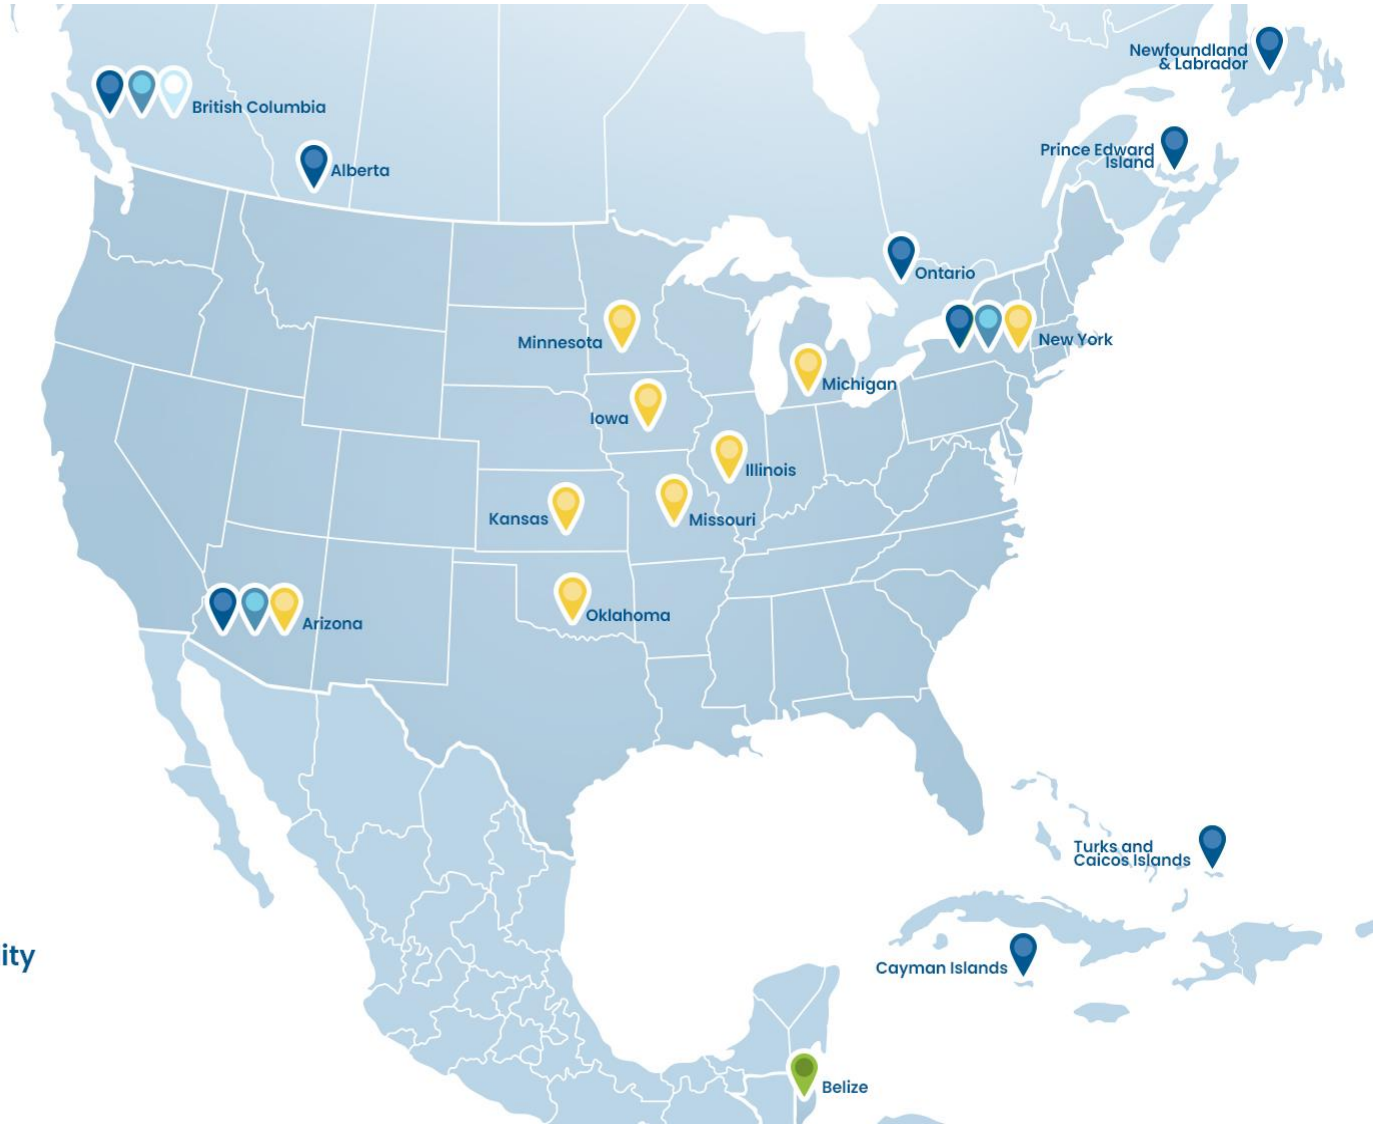 Newfoundland
& Labrador
British Columbia
Prince Edward
Island
Alberta
Ontario
Minnesota
New York
Michigan
Iowa
Illinois
Kansas
Missouri
Oklahoma
Arizona
Turks and
Caicos Islands
ity
Cayman Islands
Belize